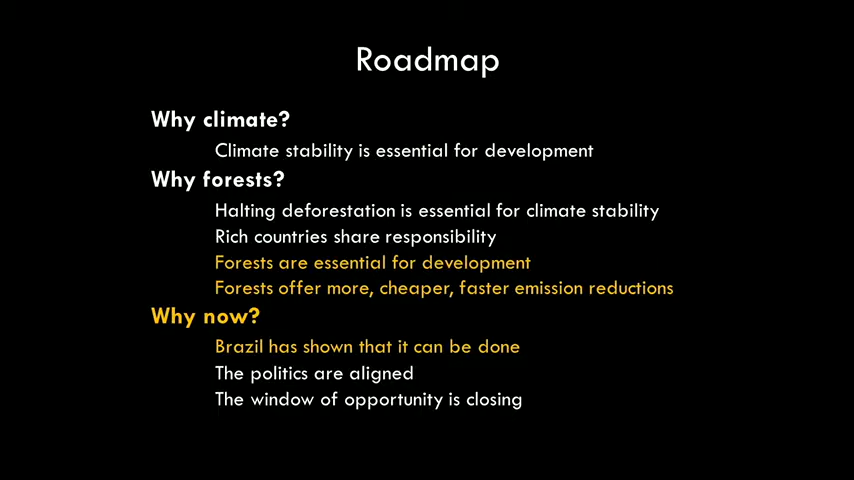 Roadmap
Why climate?
Climate stability is essential for development
Why forests?
Halting deforestation is essential for climate stability
Rich countries share responsibility
Forests are essential for development
Forests offer more, cheaper, faster emission reductions
Why now?
Brazil has shown that it can be done
The politics are aligned
The window of opportunity is closing